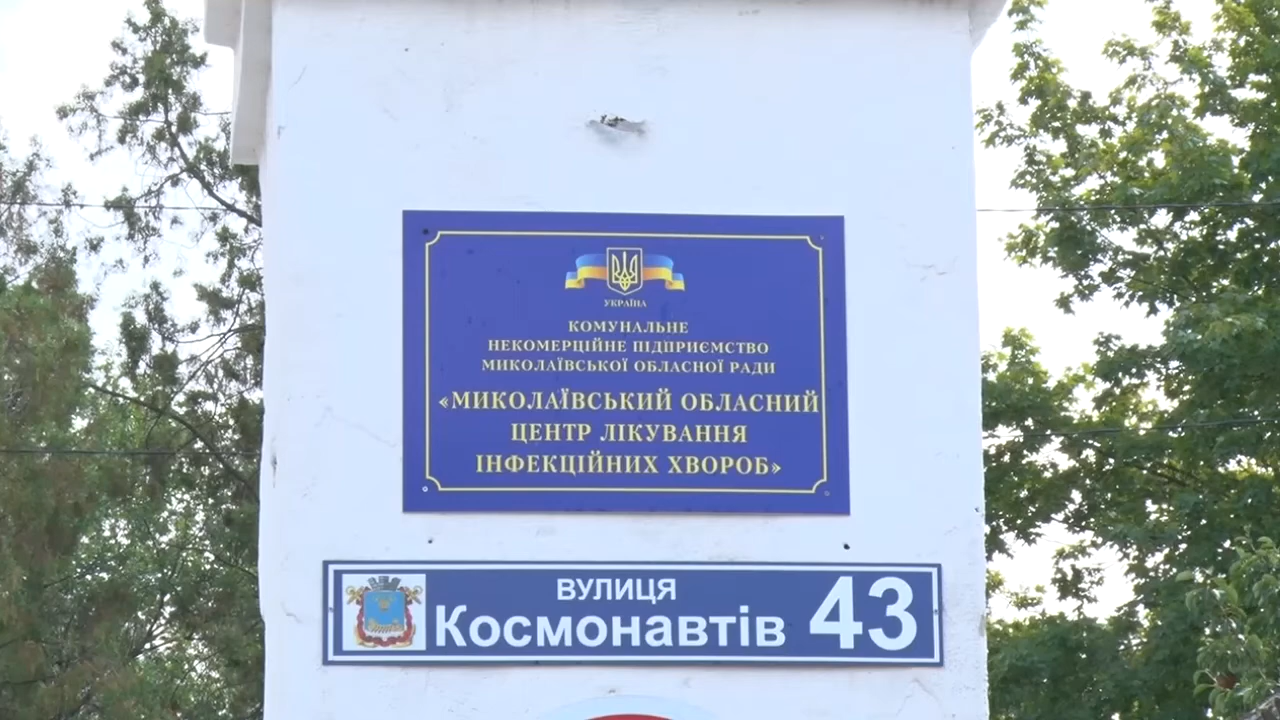 УКРАЇНА
КОМУНАЛЬНЕ
НЕКОМЕРЦІЙНЕ ПІДПРИЄМСТВО
МИКОЛАЇВСЬКОЇ ОБЛАСНОЇ РАДИ
«МИКОЛАЇВСЬКИЙ ОБЛАСНИЙ
ЦЕНТР ЛІКУВАННЯ
ІНФЕКЦІЙНИХ ХВОРОБ»
ВУЛИЦЯ
Космонавтів 43